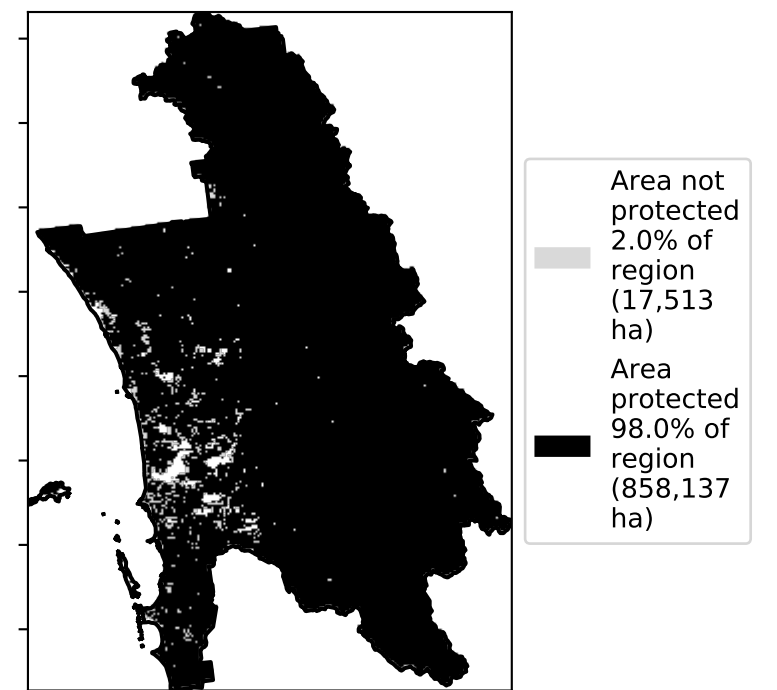 Area not
protected
2.0% of
region
(17,513
ha)
Area
protected
98.0% of
region
(858,137
ha)